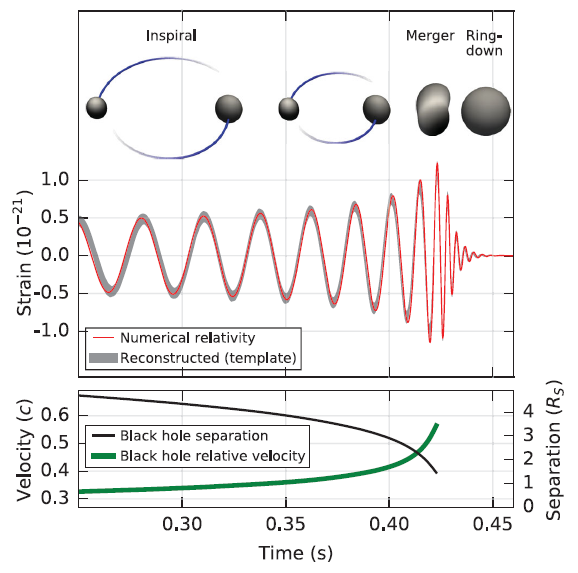 Inspiral
Merger
Ring-
down
Strain (10⁻²¹)
1.0
0.5
0.0
-0.5
-1.0
Numerical relativity
Reconstructed (template)
Velocity (c)
0.6
0.5
0.4
0.3
Black hole separation
Black hole relative velocity
4
3
2
1
0
Separation (R_S)
0.30
0.35
0.40
0.45
Time (s)